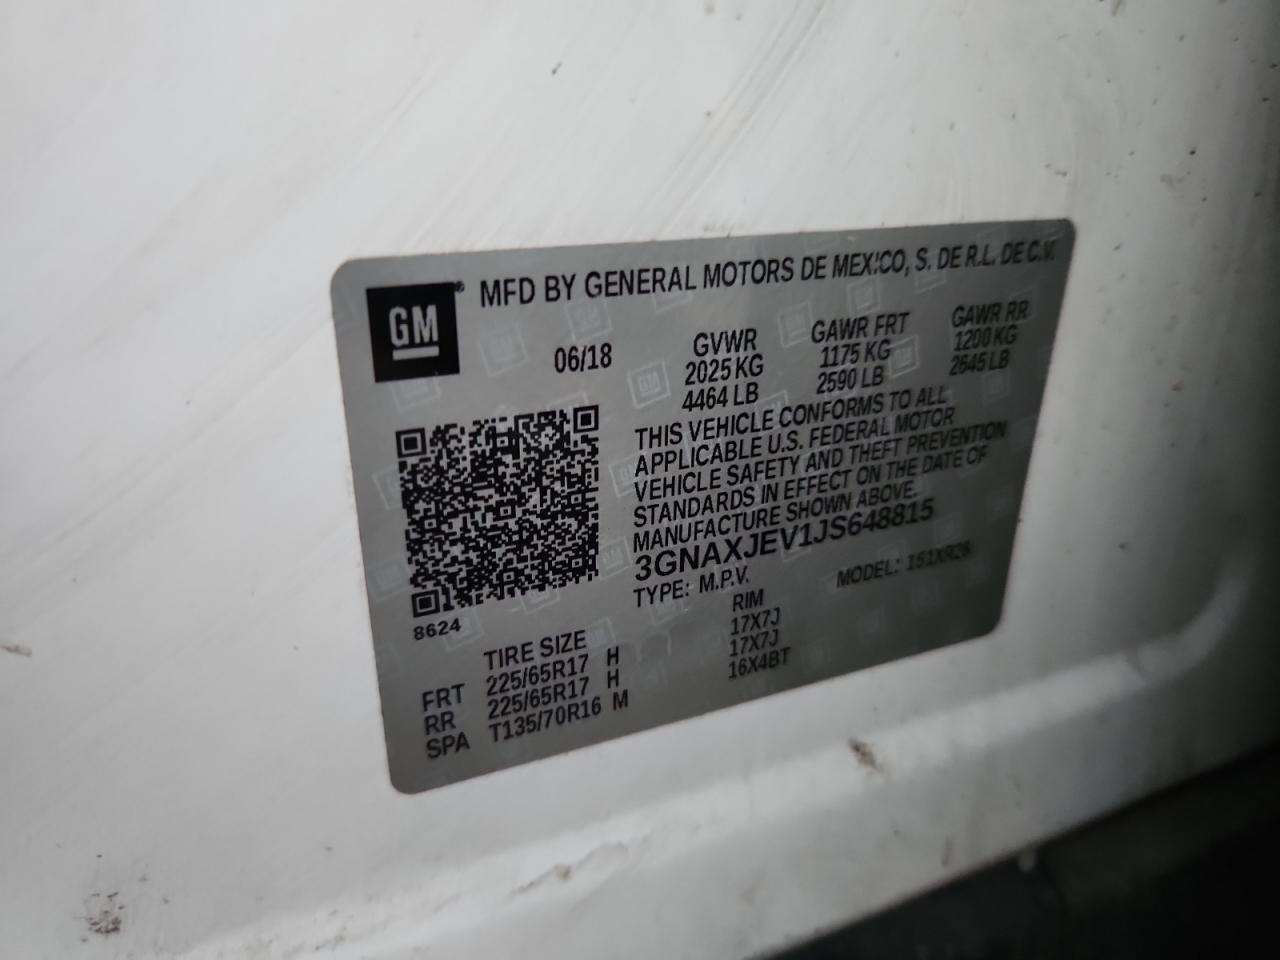 GM
MFD BY GENERAL MOTORS DE MEXICO, S. DE R.L. DE C.V.
06/18
GVWR GAWR FRT GAWR RR
2025 KG 1175 KG 1200 KG
4464 LB 2590 LB 2645 LB
THIS VEHICLE CONFORMS TO ALL
APPLICABLE U.S. FEDERAL MOTOR
VEHICLE SAFETY AND THEFT PREVENTION
STANDARDS IN EFFECT ON THE DATE OF
MANUFACTURE SHOWN ABOVE.
3GNAXJEV1JS648815
TYPE: M.P.V. MODEL: 151XR26
8624
TIRE SIZE RIM
FRT 225/65R17 H 17X7J
RR 225/65R17 H 17X7J
SPA T135/70R16 M 16X4BT